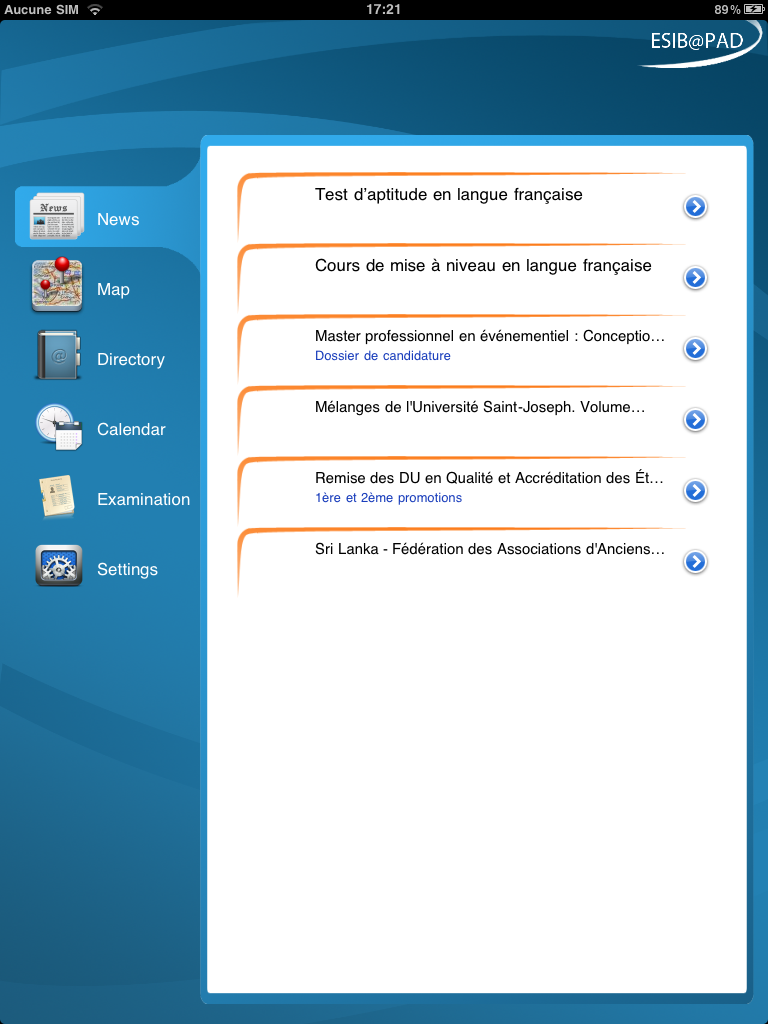 Aucune SIM 17:21 89%
ESIB@PAD
News
News
Map
Directory
Calendar
Examination
Settings
Test d'aptitude en langue française
Cours de mise à niveau en langue française
Master professionnel en événementiel : Conceptio…
Dossier de candidature
Mélanges de l'Université Saint-Joseph. Volume…
Remise des DU en Qualité et Accréditation des Ét…
1ère et 2ème promotions
Sri Lanka - Fédération des Associations d'Anciens…